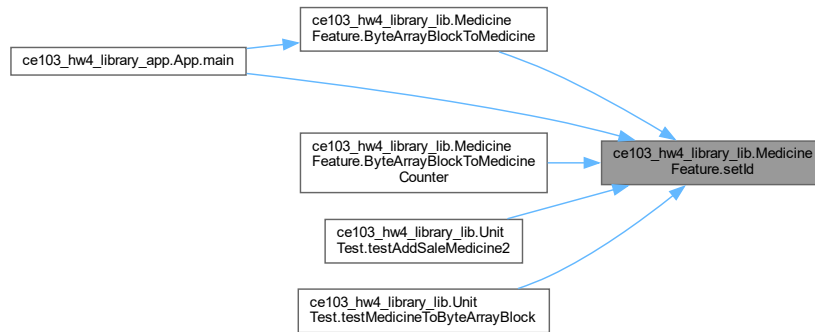 ce103_hw4_library_lib.Medicine
Feature.ByteArrayBlockToMedicine
ce103_hw4_library_app.App.main
ce103_hw4_library_lib.Medicine
Feature.ByteArrayBlockToMedicine
Counter
ce103_hw4_library_lib.Medicine
Feature.setId
ce103_hw4_library_lib.Unit
Test.testAddSaleMedicine2
ce103_hw4_library_lib.Unit
Test.testMedicineToByteArrayBlock